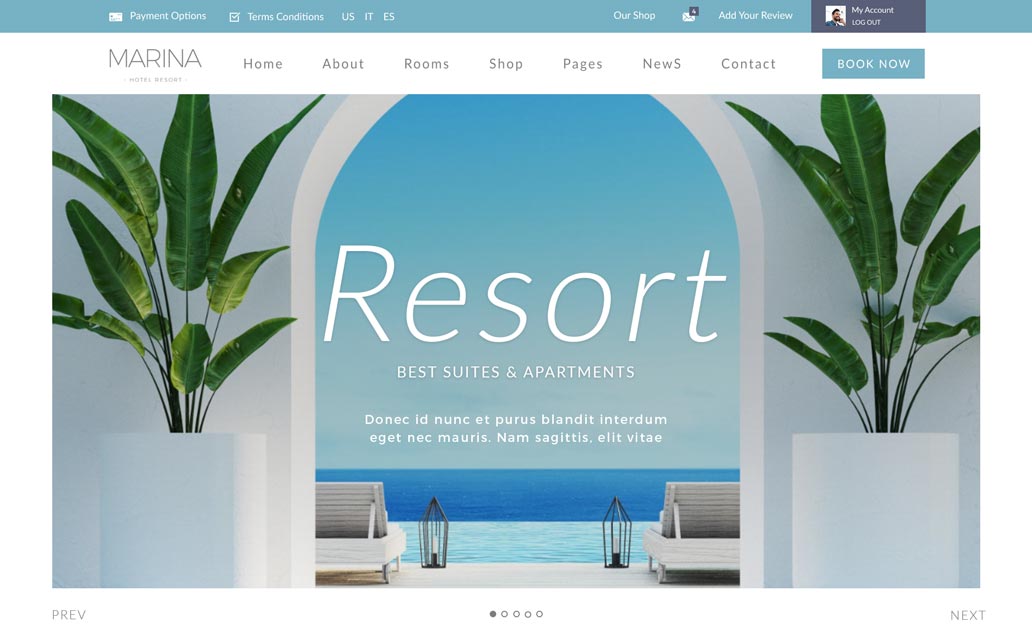 Payment Options
Terms Conditions
US IT ES
Our Shop
4
Add Your Review
My Account
LOG OUT
MARINA
- HOTEL RESORT -
Home About Rooms Shop Pages NewS Contact
BOOK NOW
Resort
BEST SUITES & APARTMENTS
Donec id nunc et purus blandit interdum
eget nec mauris. Nam sagittis, elit vitae
PREV
NEXT